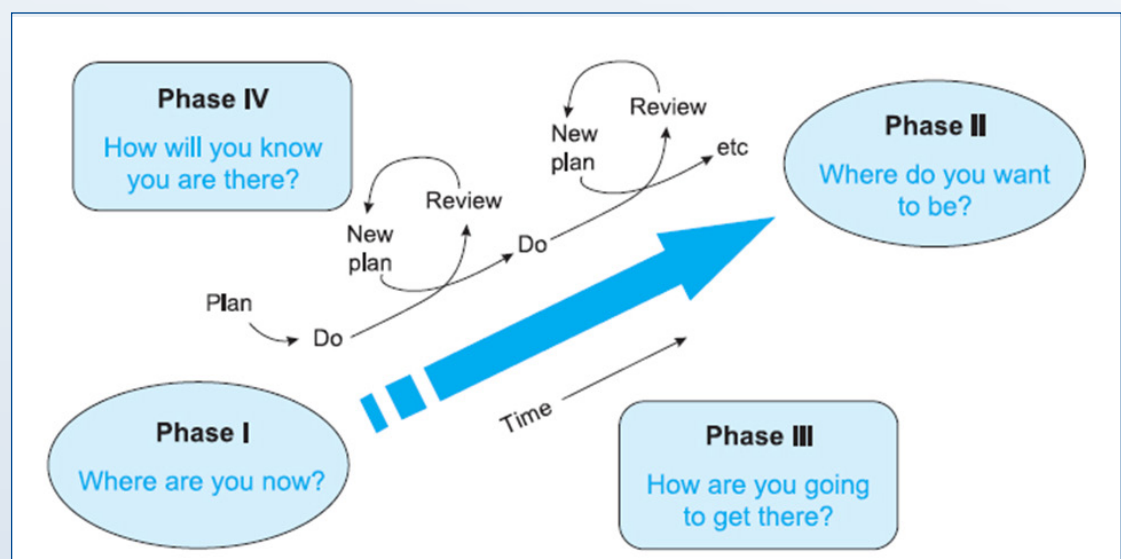 Phase IV
How will you know
you are there?
Review
New
plan
etc
Phase II
Where do you want
to be?
Review
New
plan
Do
Plan
Do
Time
Phase I
Where are you now?
Phase III
How are you going
to get there?